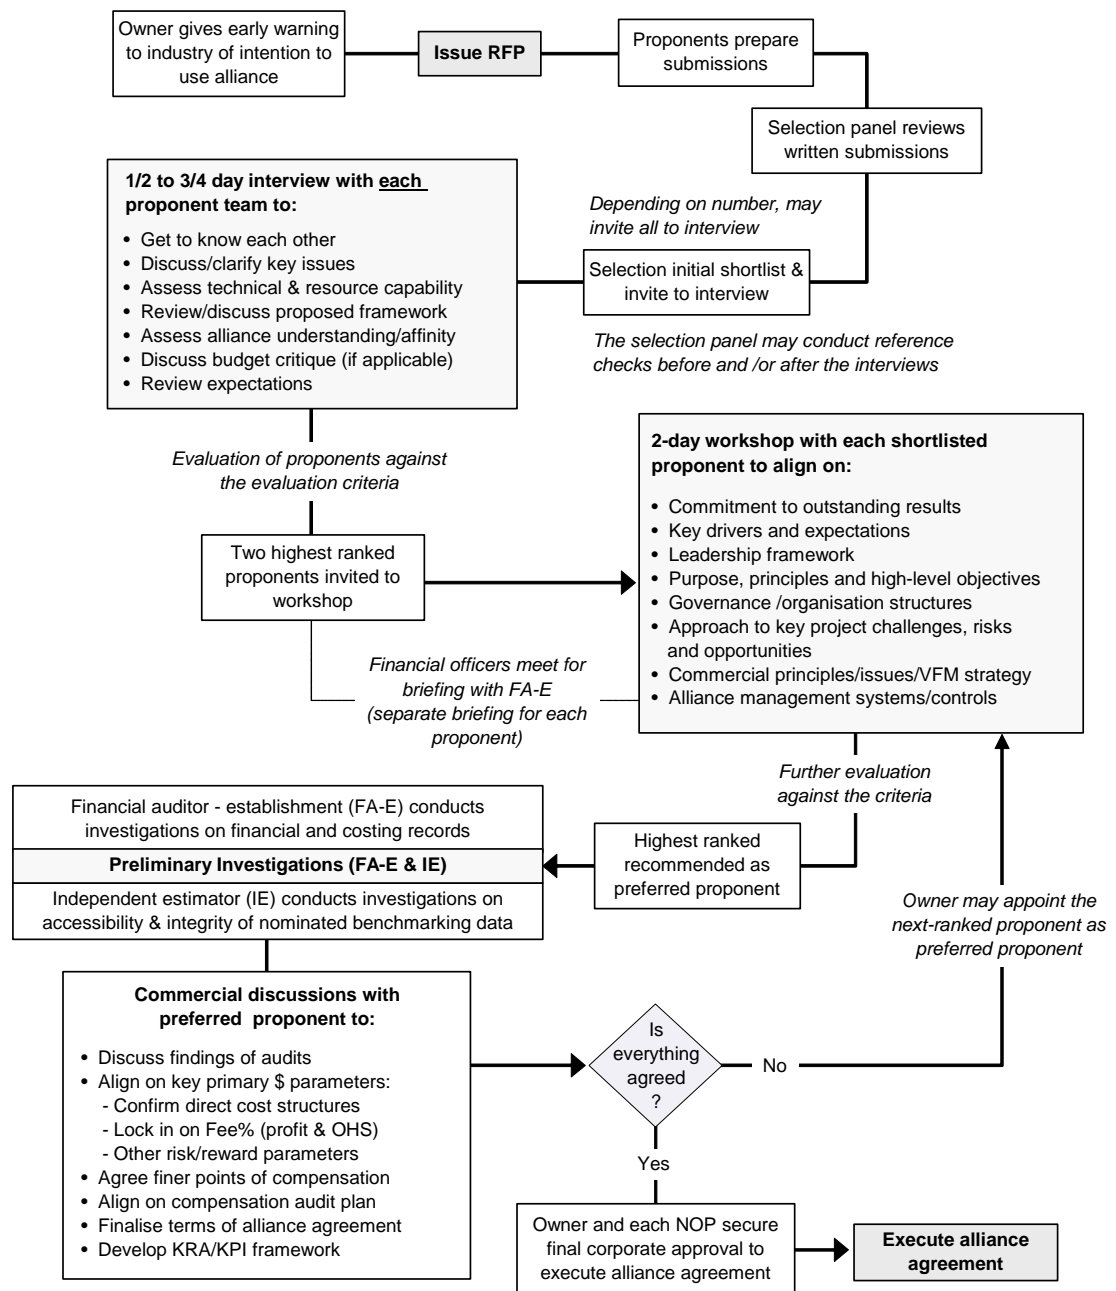 Owner gives early warning
to industry of intention to
use alliance
Issue RFP
Proponents prepare
submissions
Selection panel reviews
written submissions
1/2 to 3/4 day interview with each
proponent team to:
• Get to know each other
• Discuss/clarify key issues
• Assess technical & resource capability
• Review/discuss proposed framework
• Assess alliance understanding/affinity
• Discuss budget critique (if applicable)
• Review expectations
Depending on number, may
invite all to interview
Selection initial shortlist &
invite to interview
The selection panel may conduct reference
checks before and /or after the interviews
Evaluation of proponents against
the evaluation criteria
Two highest ranked
proponents invited to
workshop
2-day workshop with each shortlisted
proponent to align on:
• Commitment to outstanding results
• Key drivers and expectations
• Leadership framework
• Purpose, principles and high-level objectives
• Governance /organisation structures
• Approach to key project challenges, risks
and opportunities
• Commercial principles/issues/VFM strategy
• Alliance management systems/controls
Financial officers meet for
briefing with FA-E
(separate briefing for each
proponent)
Further evaluation
against the criteria
Financial auditor - establishment (FA-E) conducts
investigations on financial and costing records
Preliminary Investigations (FA-E & IE)
Independent estimator (IE) conducts investigations on
accessibility & integrity of nominated benchmarking data
Highest ranked
recommended as
preferred proponent
Owner may appoint the
next-ranked proponent as
preferred proponent
Commercial discussions with
preferred proponent to:
• Discuss findings of audits
• Align on key primary $ parameters:
- Confirm direct cost structures
- Lock in on Fee% (profit & OHS)
- Other risk/reward parameters
• Agree finer points of compensation
• Align on compensation audit plan
• Finalise terms of alliance agreement
• Develop KRA/KPI framework
Is
everything
agreed
?
No
Yes
Owner and each NOP secure
final corporate approval to
execute alliance agreement
Execute alliance
agreement